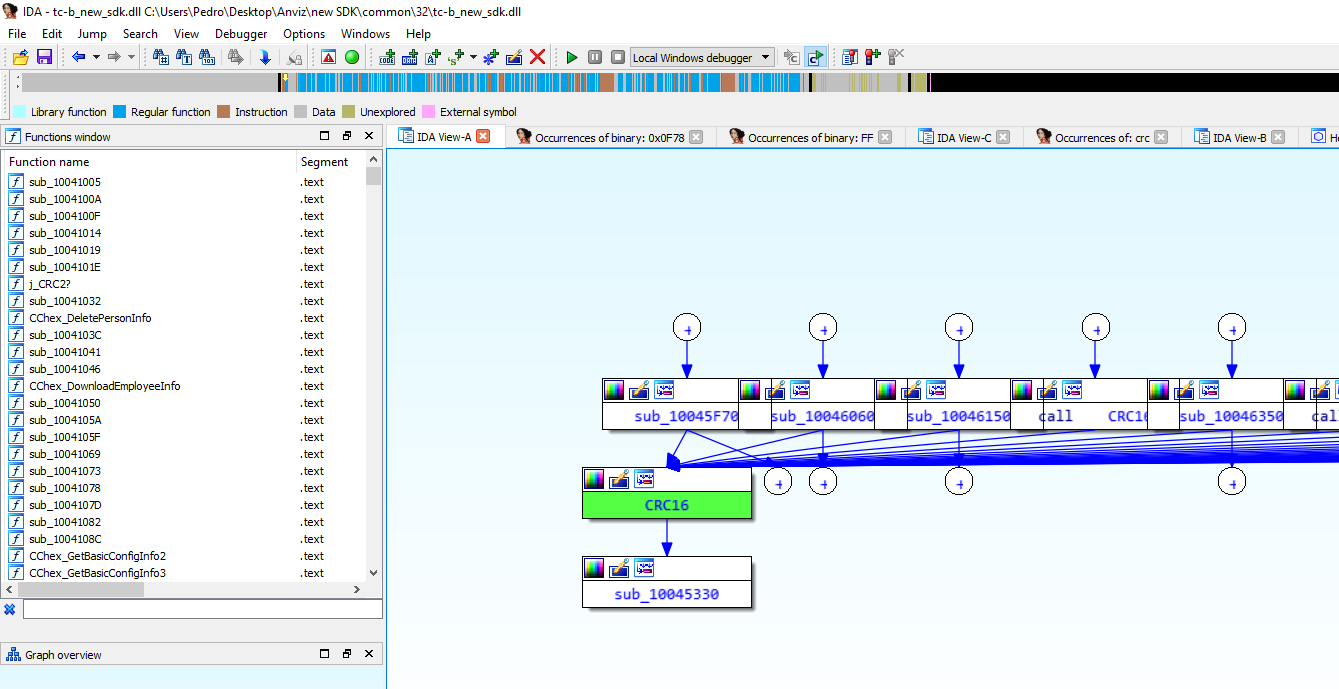 IDA - tc-b_new_sdk.dll C:\Users\Pedro\Desktop\Anviz\new SDK\common\32\tc-b_new_sdk.dll
File Edit Jump Search View Debugger Options Windows Help
Local Windows debugger
Library function Regular function Instruction Data Unexplored External symbol
Functions window
IDA View-A Occurrences of binary: 0x0F78 Occurrences of binary: FF IDA View-C Occurrences of: crc IDA View-B He
Function name Segment
sub_10041005 .text
sub_1004100A .text
sub_1004100F .text
sub_10041014 .text
sub_10041019 .text
sub_1004101E .text
j_CRC2? .text
sub_10041032 .text
CChex_DeletePersonInfo .text
sub_1004103C .text
sub_10041041 .text
sub_10041046 .text
CChex_DownloadEmployeeInfo .text
sub_10041050 .text
sub_1004105A .text
sub_1004105F .text
sub_10041069 .text
sub_10041073 .text
sub_10041078 .text
sub_1004107D .text
sub_10041082 .text
sub_1004108C .text
CChex_GetBasicConfigInfo2 .text
CChex_GetBasicConfigInfo3 .text
Graph overview
+ + + + +
sub_10045F70 sub_10046060 sub_10046150 call CRC16 sub_10046350 call
+ + + +
CRC16
sub_10045330